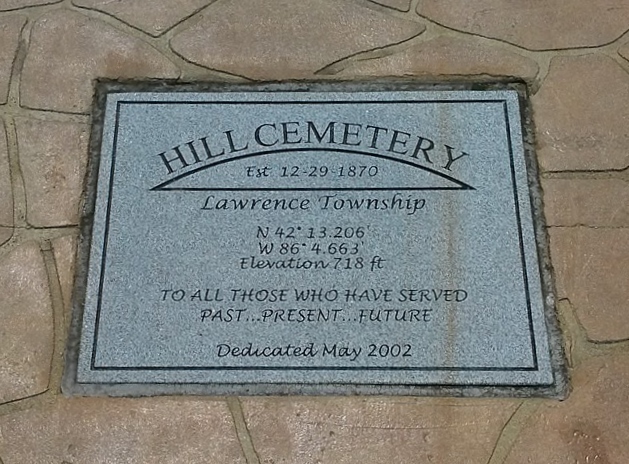 HILL CEMETERY
Est 12-29 1870
Lawrence Township
N 42° 13.206'
W 86° 4.663'
Elevation 718 ft
TO ALL THOSE WHO HAVE SERVED
PAST...PRESENT...FUTURE
Dedicated May 2002